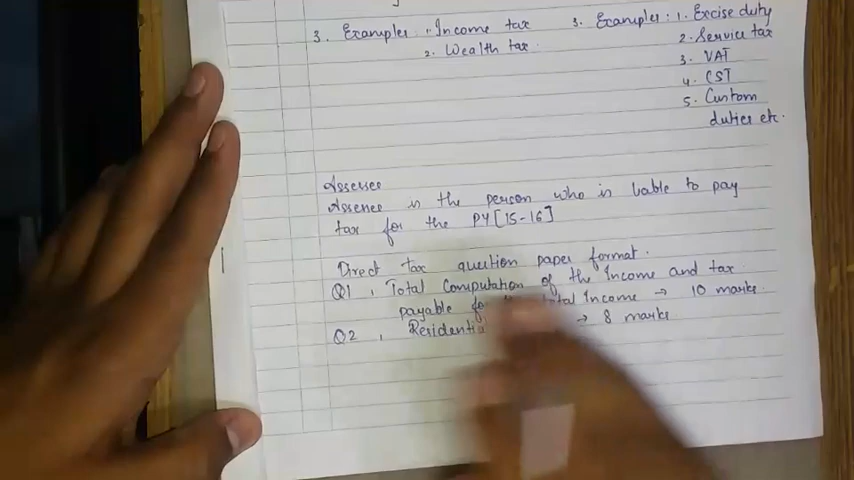 3. Examples: 1. Income tax
2. Wealth tax.
3. Examples: 1. Excise duty
2. Service tax
3. VAT
4. CST
5. Custom
duties etc.
Assessee
Assessee is the person who is liable to pay
tax for the PY [15-16]
Direct tax question paper format.
Q1, Total Computation of the Income and tax
payable Income → 10 marks
Q2, → 8 marks